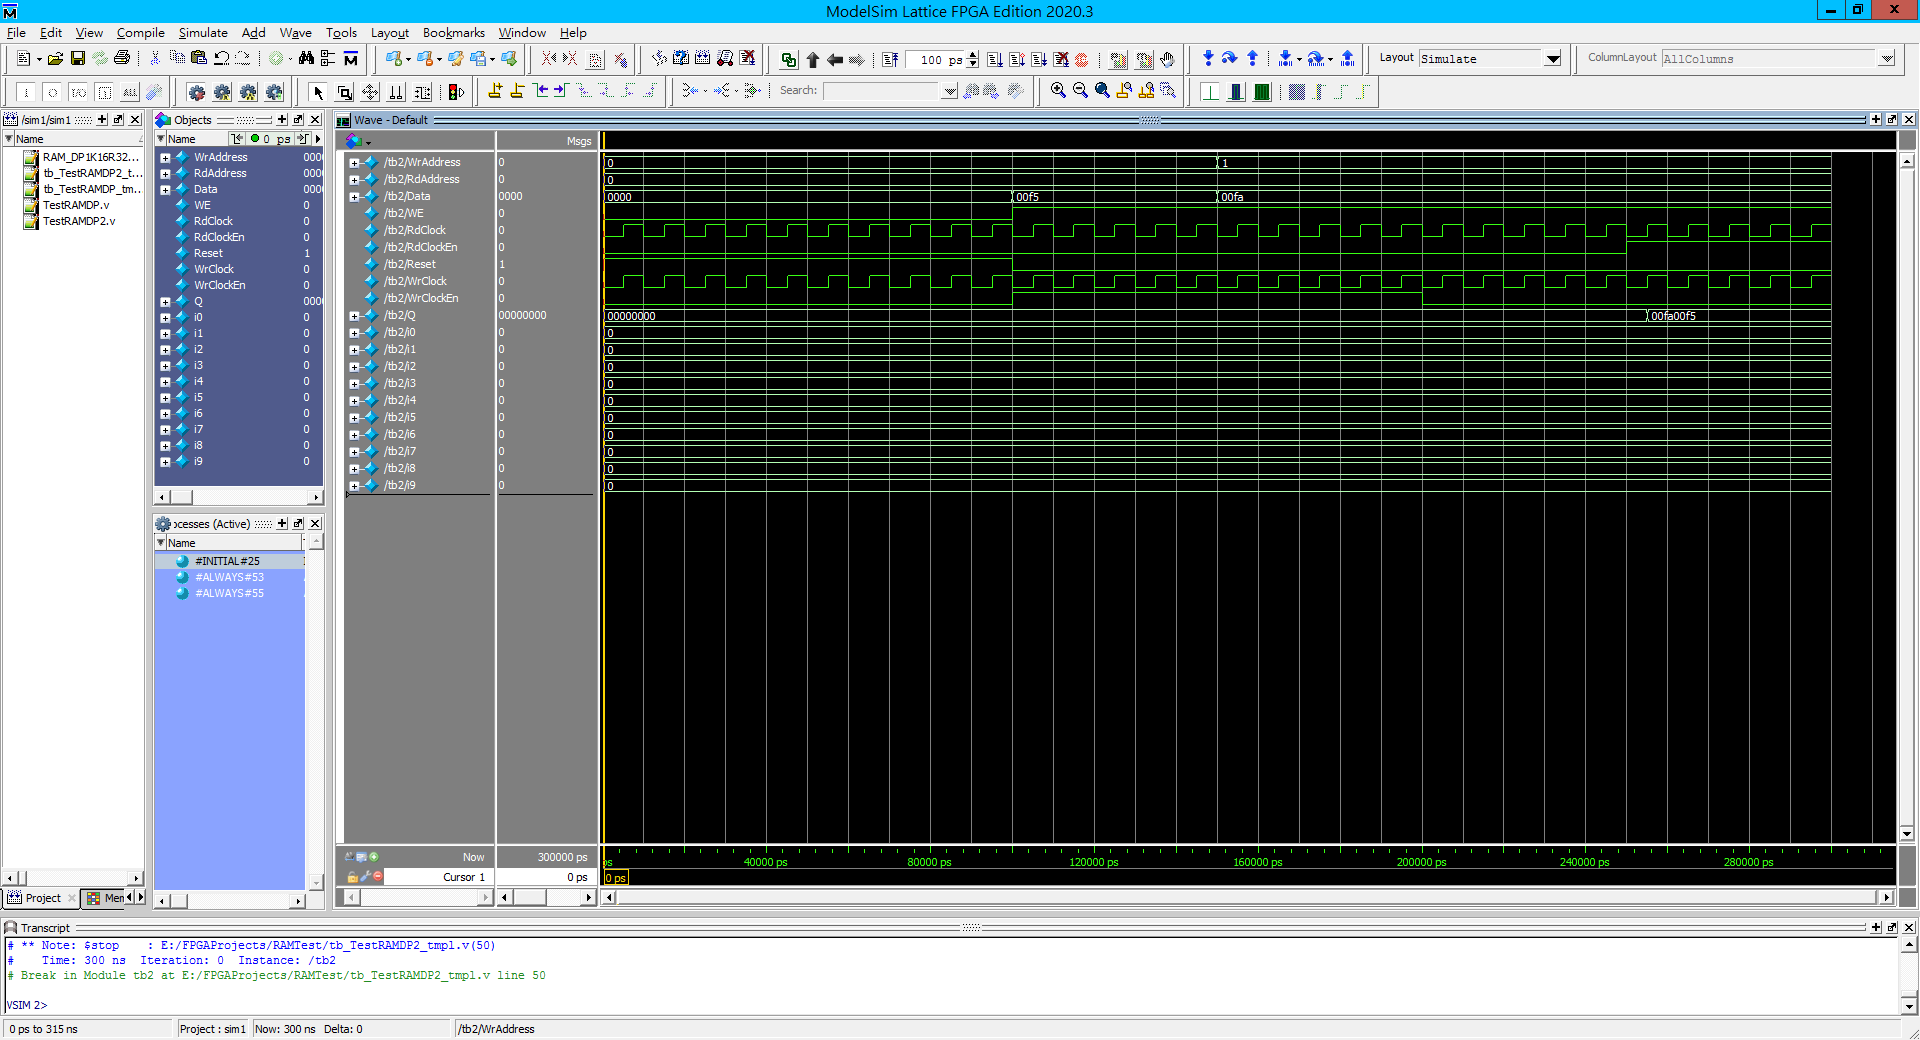 ModelSim Lattice FPGA Edition 2020.3
File Edit View Compile Simulate Add Wave Tools Layout Bookmarks Window Help
100 ps
Layout Simulate
ColumnLayout AllColumns
Search:
/sim1/sim1
Name
RAM_DP1K16R32...
tb_TestRAMDP2_t...
tb_TestRAMDP_tm...
TestRAMDP.v
TestRAMDP2.v
Project
Objects
Name 0 ps
WrAddress 000
RdAddress 000
Data 000
WE 0
RdClock 0
RdClockEn 0
Reset 1
WrClock 0
WrClockEn 0
Q 000
i0 0
i1 0
i2 0
i3 0
i4 0
i5 0
i6 0
i7 0
i8 0
i9 0
ocesses (Active)
Name
#INITIAL#25
#ALWAYS#53
#ALWAYS#55
Wave - Default
Msgs
/tb2/WrAddress 0 0 1
/tb2/RdAddress 0 0
/tb2/Data 0000 0000 00f5 00fa
/tb2/WE 0
/tb2/RdClock 0
/tb2/RdClockEn 0
/tb2/Reset 1
/tb2/WrClock 0
/tb2/WrClockEn 0
/tb2/Q 00000000 00000000 00fa00f5
/tb2/i0 0 0
/tb2/i1 0 0
/tb2/i2 0 0
/tb2/i3 0 0
/tb2/i4 0 0
/tb2/i5 0 0
/tb2/i6 0 0
/tb2/i7 0 0
/tb2/i8 0 0
/tb2/i9 0 0
Now 300000 ps ps 40000 ps 80000 ps 120000 ps 160000 ps 200000 ps 240000 ps 280000 ps
Cursor 1 0 ps 0 ps
Transcript
# ** Note: $stop : E:/FPGAProjects/RAMTest/tb_TestRAMDP2_tmpl.v(50)
# Time: 300 ns Iteration: 0 Instance: /tb2
# Break in Module tb2 at E:/FPGAProjects/RAMTest/tb_TestRAMDP2_tmpl.v line 50
VSIM 2>
0 ps to 315 ns Project : sim1 Now: 300 ns Delta: 0 /tb2/WrAddress